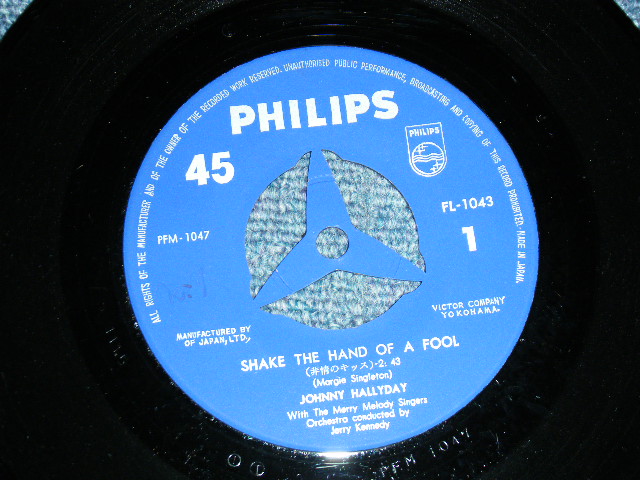 ALL RIGHTS OF THE MANUFACTURER AND OF THE OWNER OF THE RECORDED WORK RESERVED. UNAUTHORISED PUBLIC PERFORMANCE, BROADCASTING AND COPYING OF THIS RECORD PROHIBITED · MADE IN JAPAN.
PHILIPS
PHILIPS
45
FL-1043
PFM-1047
1
MANUFACTURED BY VICTOR COMPANY
OF JAPAN, LTD., YOKOHAMA.
SHAKE THE HAND OF A FOOL
(非情のキッス)-2: 43
(Margie Singleton)
JOHNNY HALLYDAY
With The Merry Melody Singers
Orchestra conducted by
Jerry Kennedy
PFM 1047